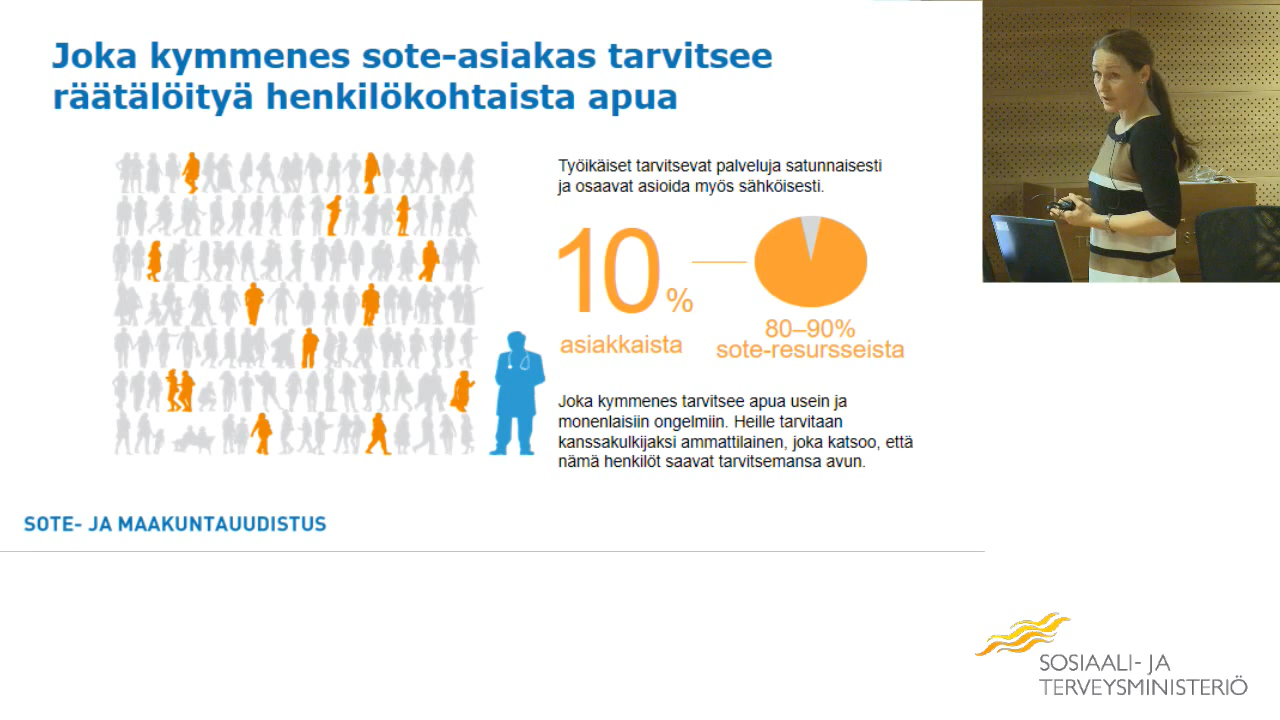 Joka kymmenes sote-asiakas tarvitsee
räätälöityä henkilökohtaista apua
Työikäiset tarvitsevat palveluja satunnaisesti
ja osaavat asioida myös sähköisesti.
10 %
asiakkaista
80–90%
sote-resursseista
Joka kymmenes tarvitsee apua usein ja
monenlaisiin ongelmiin. Heille tarvitaan
kanssakulkijaksi ammattilainen, joka katsoo, että
nämä henkilöt saavat tarvitsemansa avun.
SOTE- JA MAAKUNTAUUDISTUS
SOSIAALI- JA
TERVEYSMINISTERIÖ